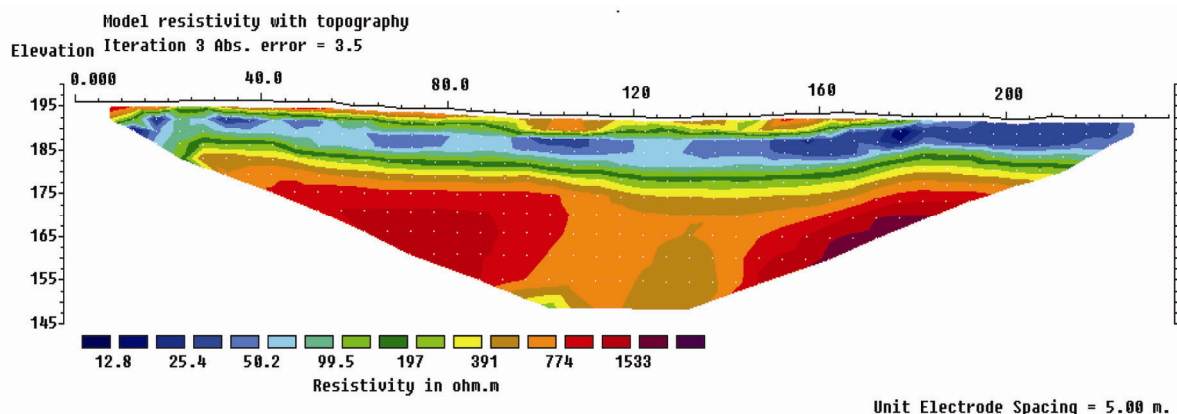 Model resistivity with topography
Elevation Iteration 3 Abs. error = 3.5
0.000 40.0 80.0 120 160 200
195
185
175
165
155
145
12.8 25.4 50.2 99.5 197 391 774 1533
Resistivity in ohm.m
Unit Electrode Spacing = 5.00 m.